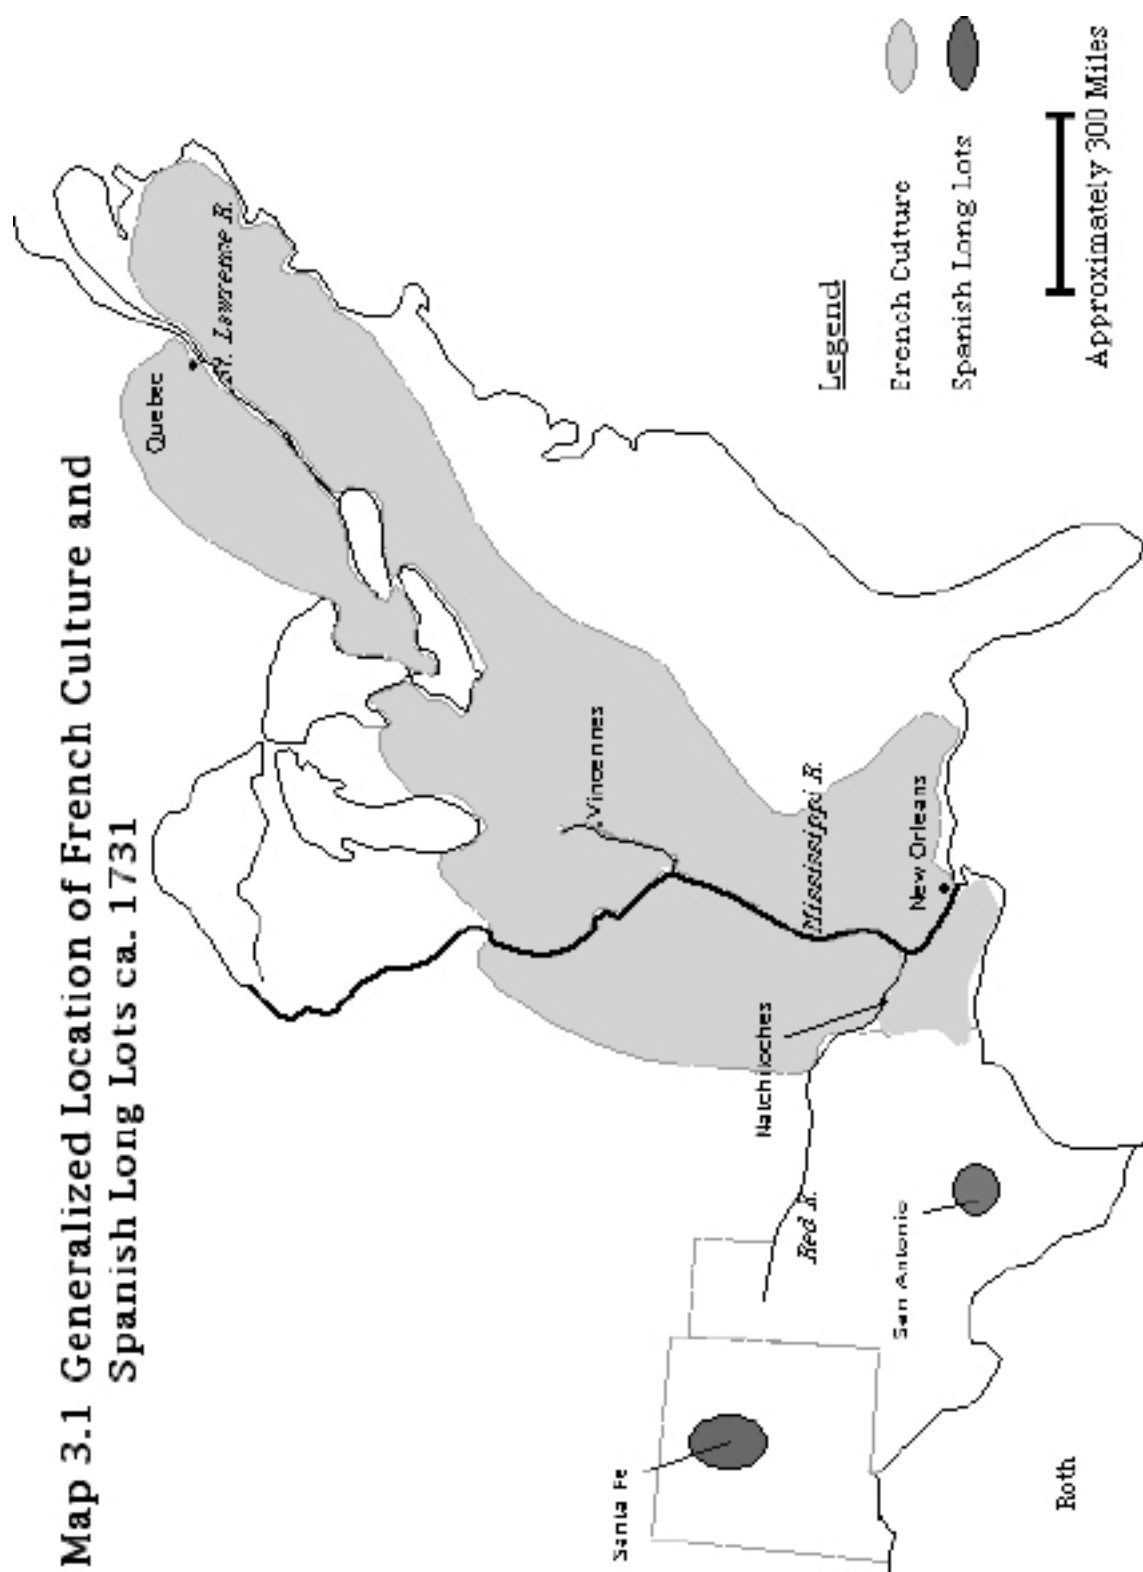 Map 3.1 Generalized Location of French Culture and
Spanish Long Lots ca. 1731
Quebec
St. Lawrence R.
Vincennes
Mississippi R.
New Orleans
Natchitoches
Red R.
San Antonio
Santa Fe
Roth
Legend
French Culture
Spanish Long Lots
Approximately 300 Miles